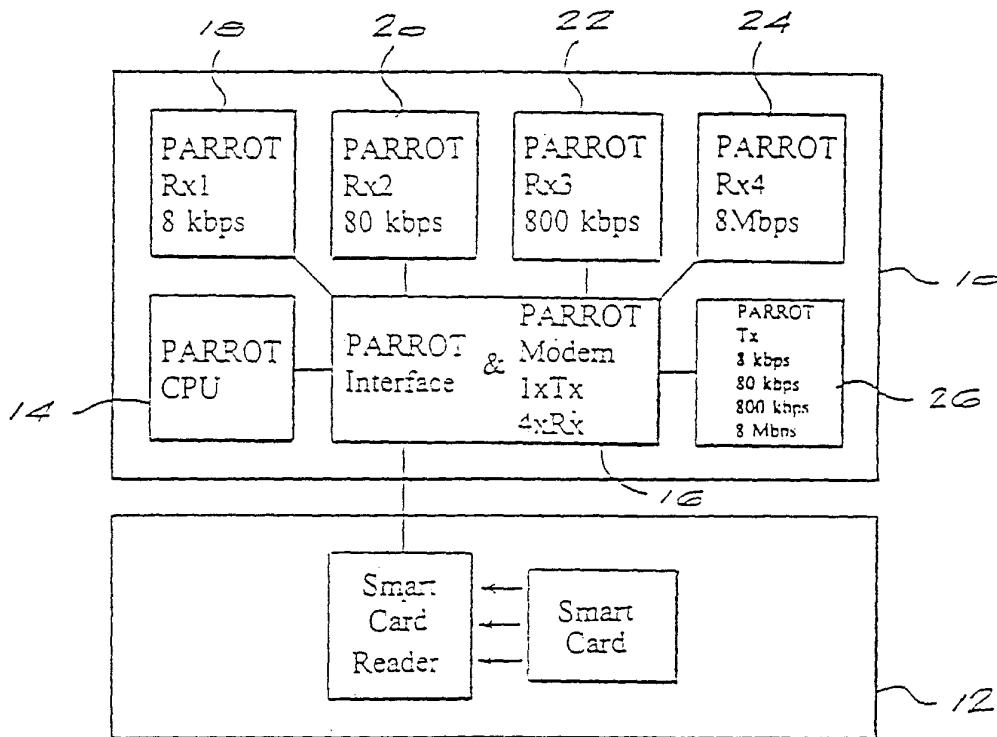 18
20
22
24
PARROT
Rx1
8 kbps
PARROT
Rx2
80 kbps
PARROT
Rx3
800 kbps
PARROT
Rx4
8Mbps
10
PARROT
CPU
PARROT
Interface
&
PARROT
Modem
1xTx
4xRx
PARROT
Tx
8 kbps
80 kbps
800 kbps
8 Mbps
14
26
16
Smart
Card
Reader
Smart
Card
12